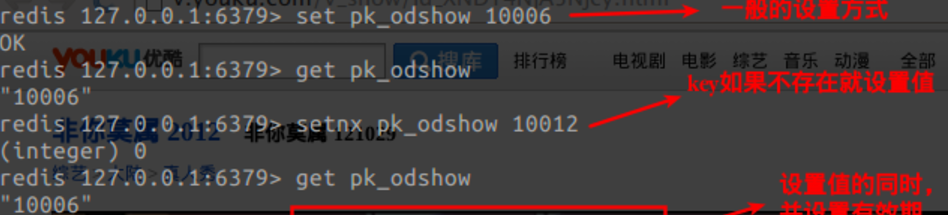 redis 127.0.0.1:6379> set pk_odshow 10006 一般的设置方式
OK
YOUKU 优酷 搜库 排行榜 电视剧 电影 综艺 音乐 动漫 全部
redis 127.0.0.1:6379> get pk_odshow
"10006"
key如果不存在就设置值
redis 127.0.0.1:6379> setnx pk_odshow 10012
非你莫属 2012 非你莫属 121029
(integer) 0
综艺
redis 127.0.0.1:6379> get pk_odshow
设置值的同时，
"10006"
并设置有效期